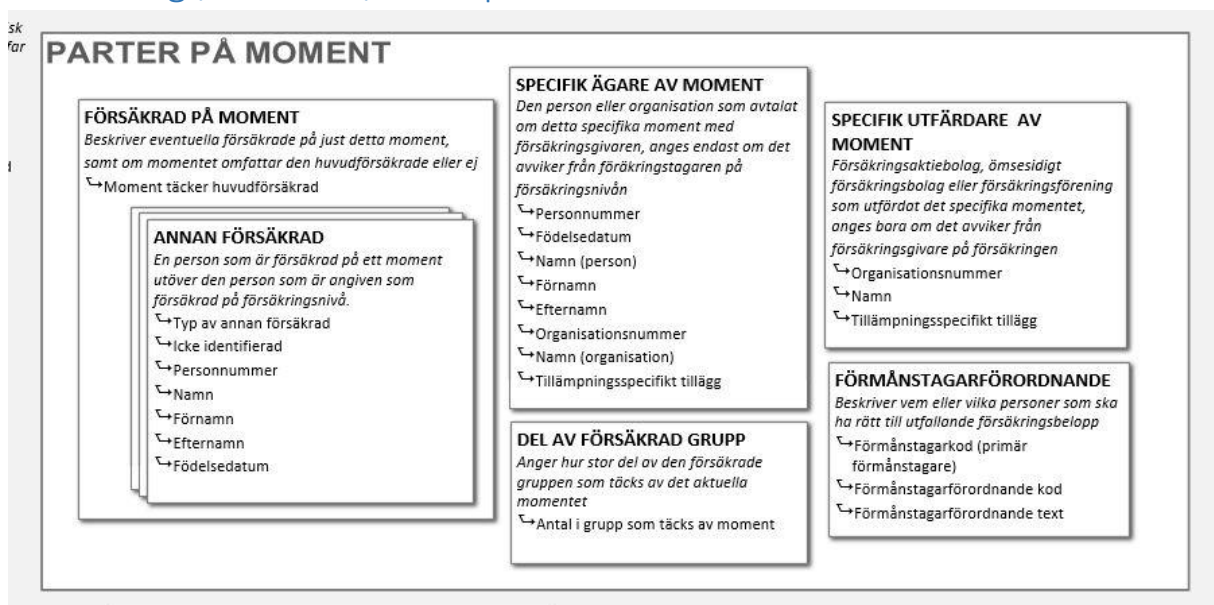 isk
far
PARTER PÅ MOMENT
FÖRSÄKRAD PÅ MOMENT
Beskriver eventuella försäkrade på just detta moment,
samt om momentet omfattar den huvudförsäkrade eller ej
Moment täcker huvudförsäkrad
ANNAN FÖRSÄKRAD
En person som är försäkrad på ett moment
utöver den person som är angiven som
försäkrad på försäkringsnivå.
Typ av annan försäkrad
Icke identifierad
Personnummer
Namn
Förnamn
Efternamn
Födelsedatum
SPECIFIK ÄGARE AV MOMENT
Den person eller organisation som avtalat
om detta specifika moment med
försäkringsgivaren, anges endast om det
avviker från föräkringstagaren på
försäkringsnivån
Personnummer
Födelsedatum
Namn (person)
Förnamn
Efternamn
Organisationsnummer
Namn (organisation)
Tillämpningsspecifikt tillägg
DEL AV FÖRSÄKRAD GRUPP
Anger hur stor del av den försäkrade
gruppen som täcks av det aktuella
momentet
Antal i grupp som täcks av moment
SPECIFIK UTFÄRDARE AV
MOMENT
Försäkringsaktiebolag, ömsesidigt
försäkringsbolag eller försäkringsförening
som utfärdat det specifika momentet,
anges bara om det avviker från
försäkringsgivare på försäkringen
Organisationsnummer
Namn
Tillämpningsspecifikt tillägg
FÖRMÅNSTAGARFÖRORDNANDE
Beskriver vem eller vilka personer som ska
ha rätt till utfallande försäkringsbelopp
Förmånstagarkod (primär
förmånstagare)
Förmånstagarförordnande kod
Förmånstagarförordnande text